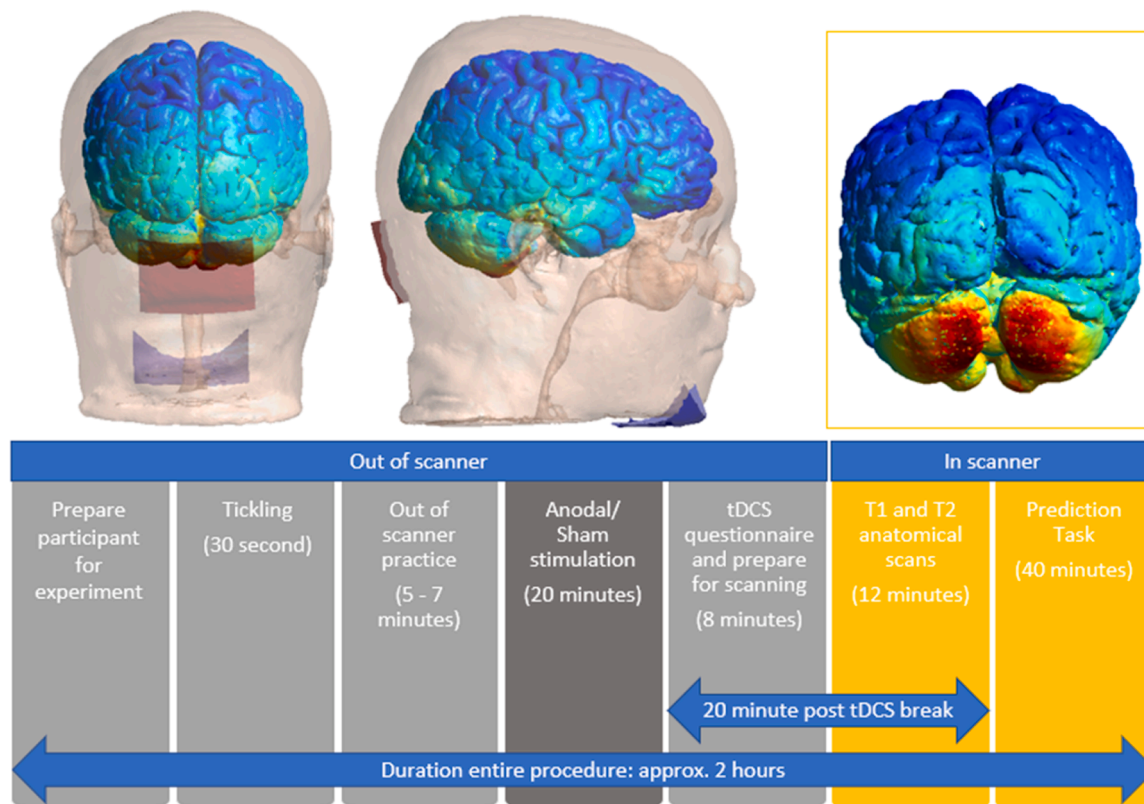 Out of scanner
In scanner
Prepare
participant
for
experiment
Tickling
(30 second)
Out of
scanner
practice
(5 - 7
minutes)
Anodal/
Sham
stimulation
(20 minutes)
tDCS
questionnaire
and prepare
for scanning
(8 minutes)
T1 and T2
anatomical
scans
(12 minutes)
Prediction
Task
(40 minutes)
20 minute post tDCS break
Duration entire procedure: approx. 2 hours